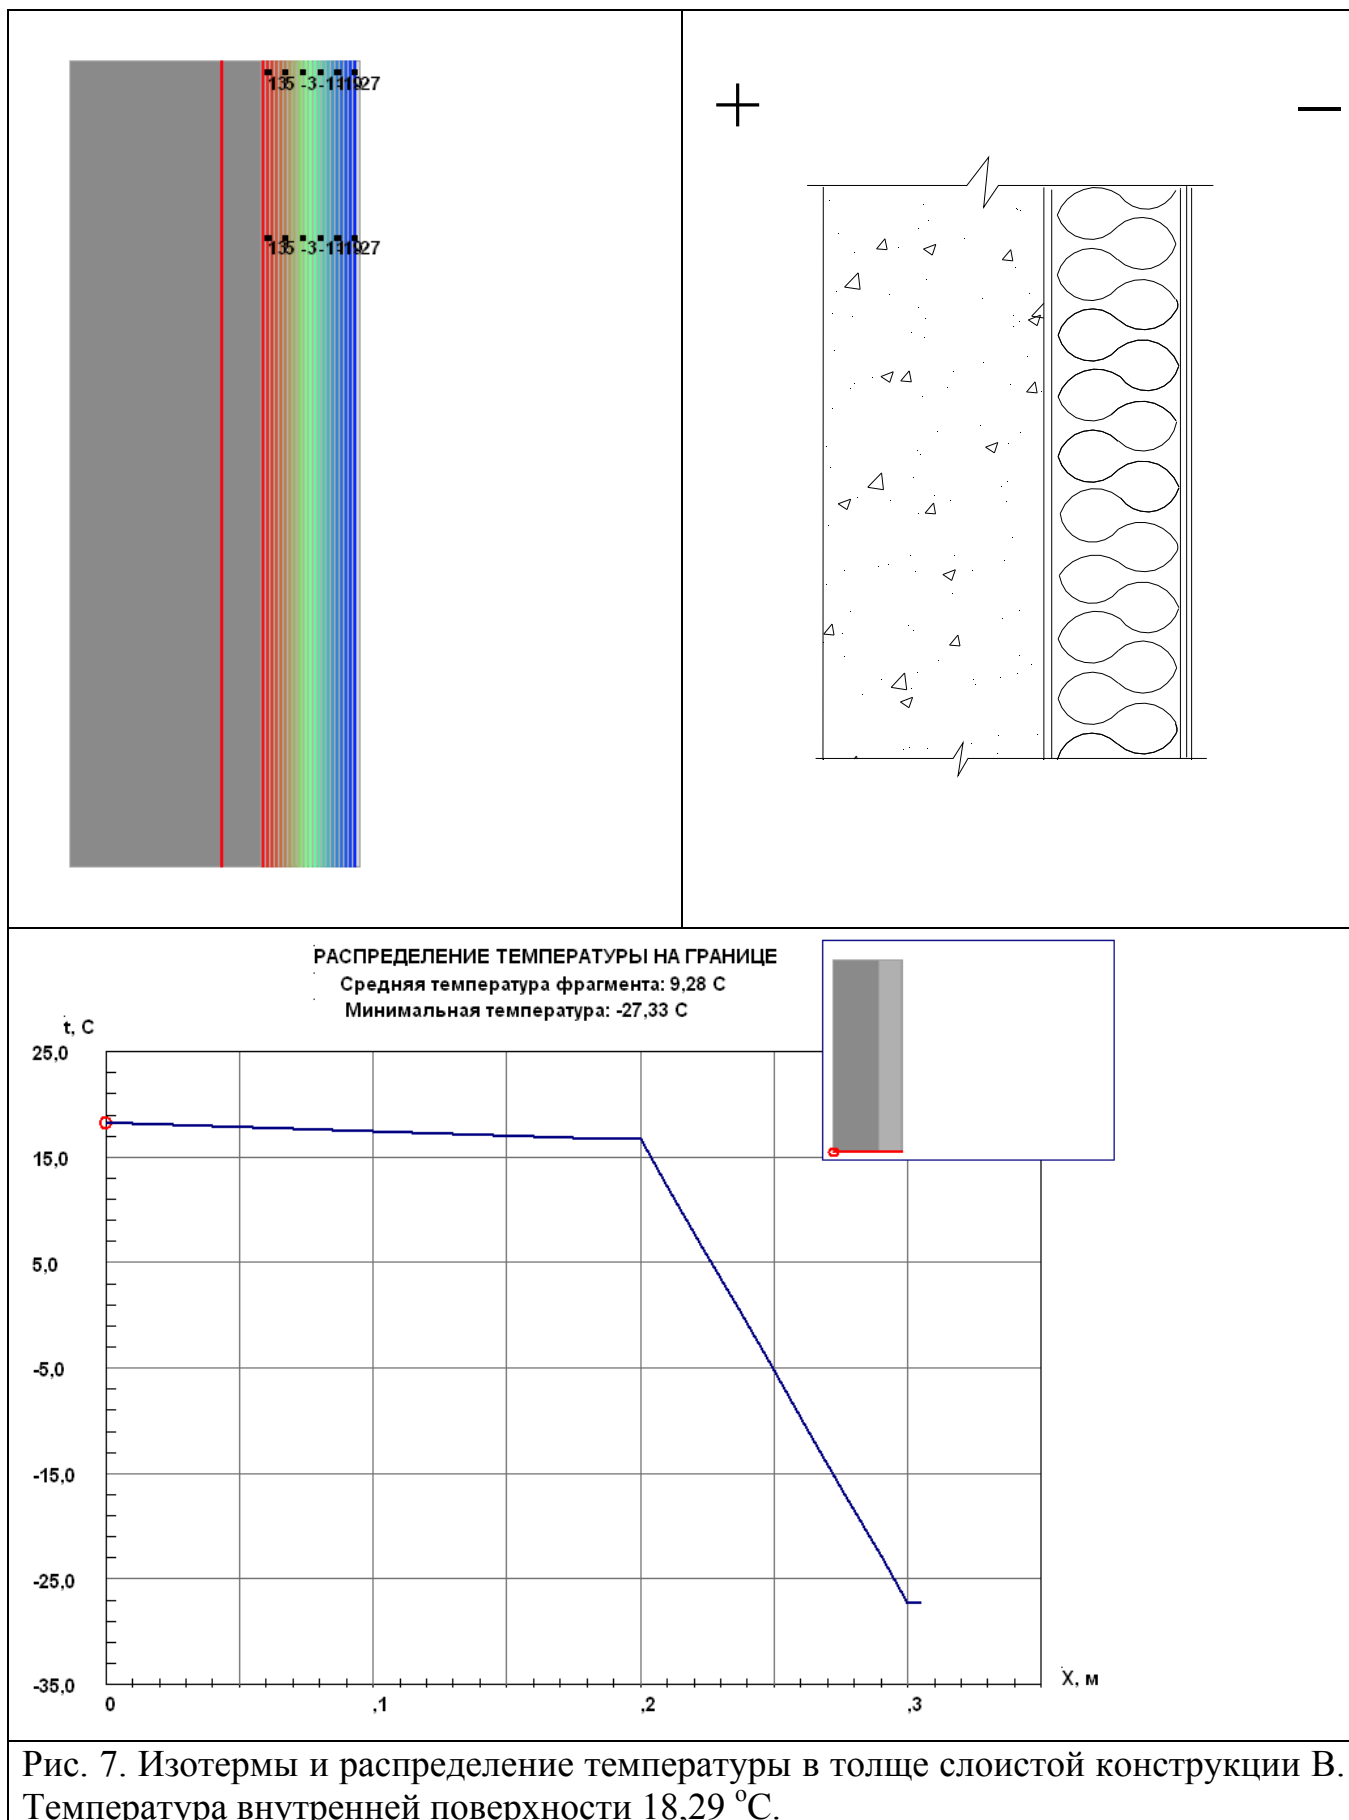 +
–
РАСПРЕДЕЛЕНИЕ ТЕМПЕРАТУРЫ НА ГРАНИЦЕ
Средняя температура фрагмента: 9,28 С
Минимальная температура: -27,33 С
t, C
25,0
15,0
5,0
-5,0
-15,0
-25,0
-35,0
0 ,1 ,2 ,3
X, м
Рис. 7. Изотермы и распределение температуры в толще слоистой конструкции В.
Температура внутренней поверхности 18,29 °С.